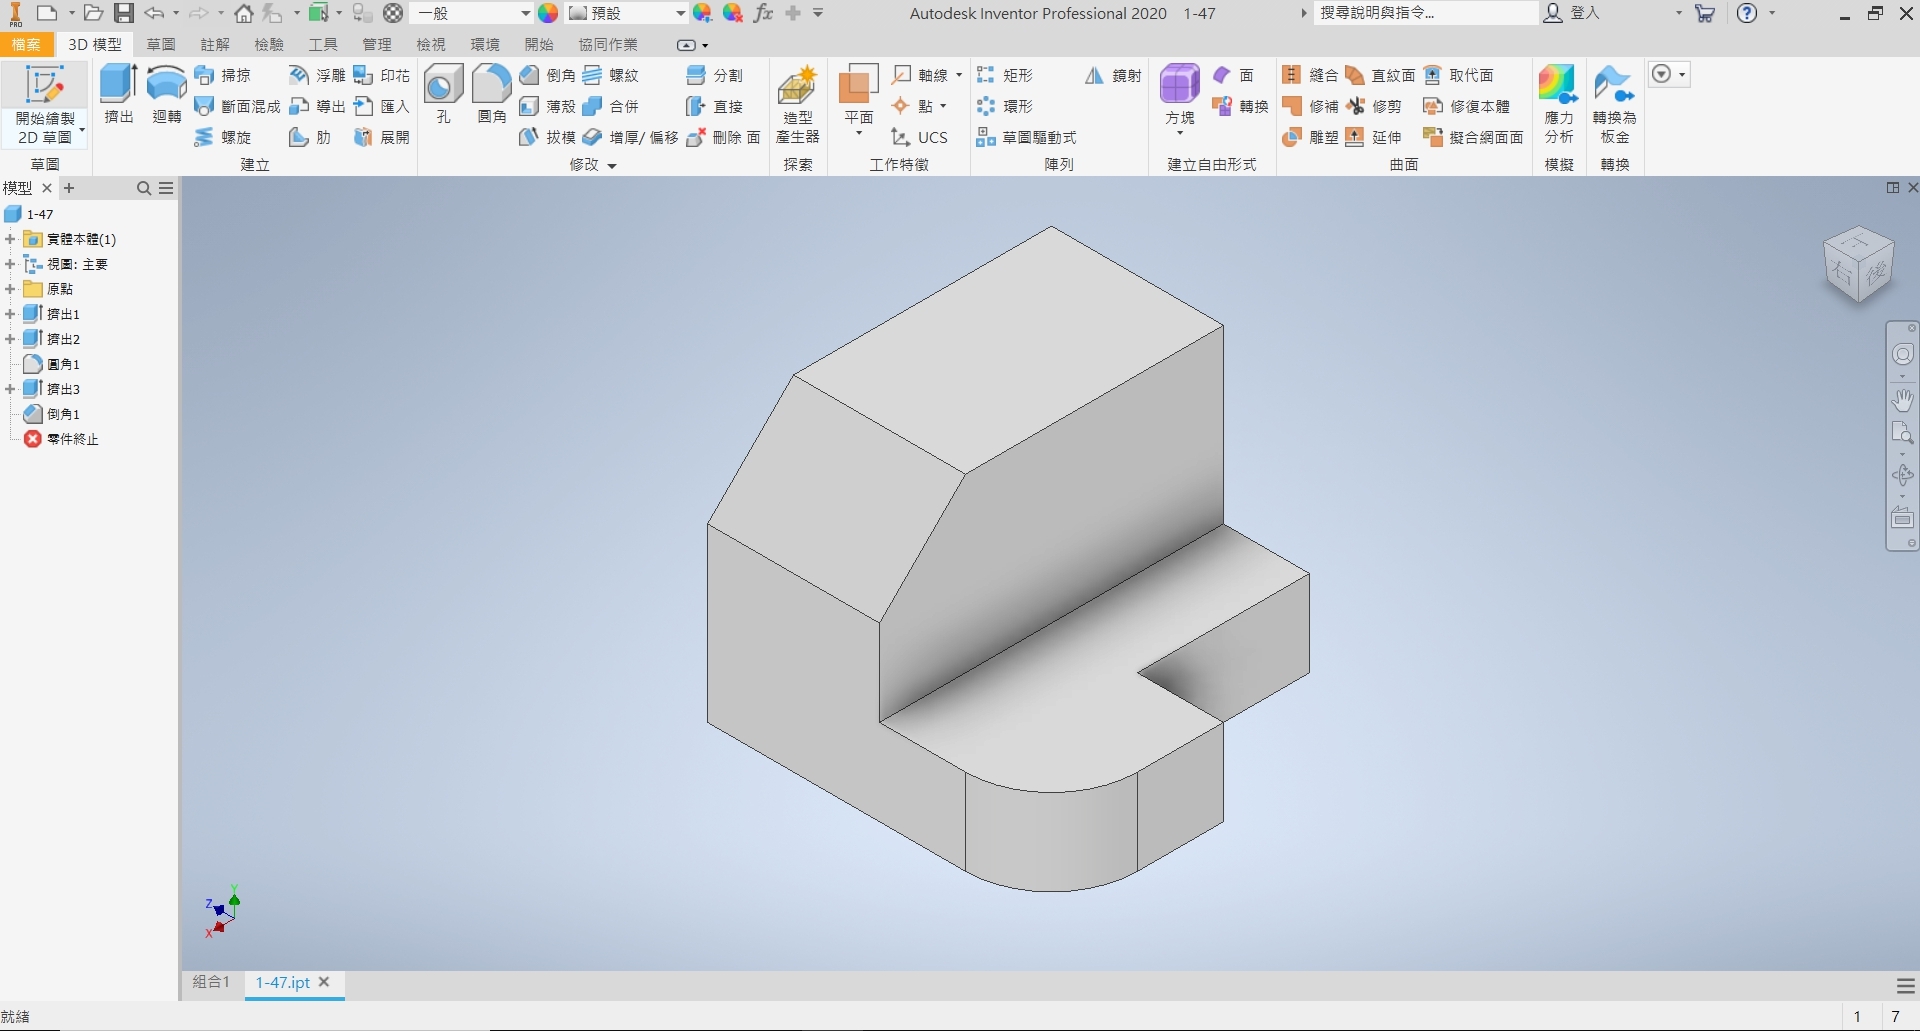 PRO 一般 預設 fx Autodesk Inventor Professional 2020 1-47 搜尋說明與指令... 登入
檔案 3D 模型 草圖 註解 檢驗 工具 管理 檢視 環境 開始 協同作業
開始繪製
2D 草圖
草圖
擠出 迴轉 掃掠 浮雕 印花
斷面混成 導出 匯入
螺旋 肋 展開
建立
孔 圓角 倒角 螺紋 分割
薄殼 合併 直接
拔模 增厚/ 偏移 刪除 面
修改
造型
產生器
探索
平面 軸線
點
UCS
工作特徵
矩形 鏡射
環形
草圖驅動式
陣列
方塊 面
轉換
建立自由形式
縫合 直紋面 取代面
修補 修剪 修復本體
雕塑 延伸 擬合網面面
曲面
應力
分析
模擬
轉換為
板金
轉換
模型
1-47
實體本體(1)
視圖: 主要
原點
擠出1
擠出2
圓角1
擠出3
倒角1
零件終止
上
右 後
Y
Z
X
組合1 1-47.ipt
就緒 1 7